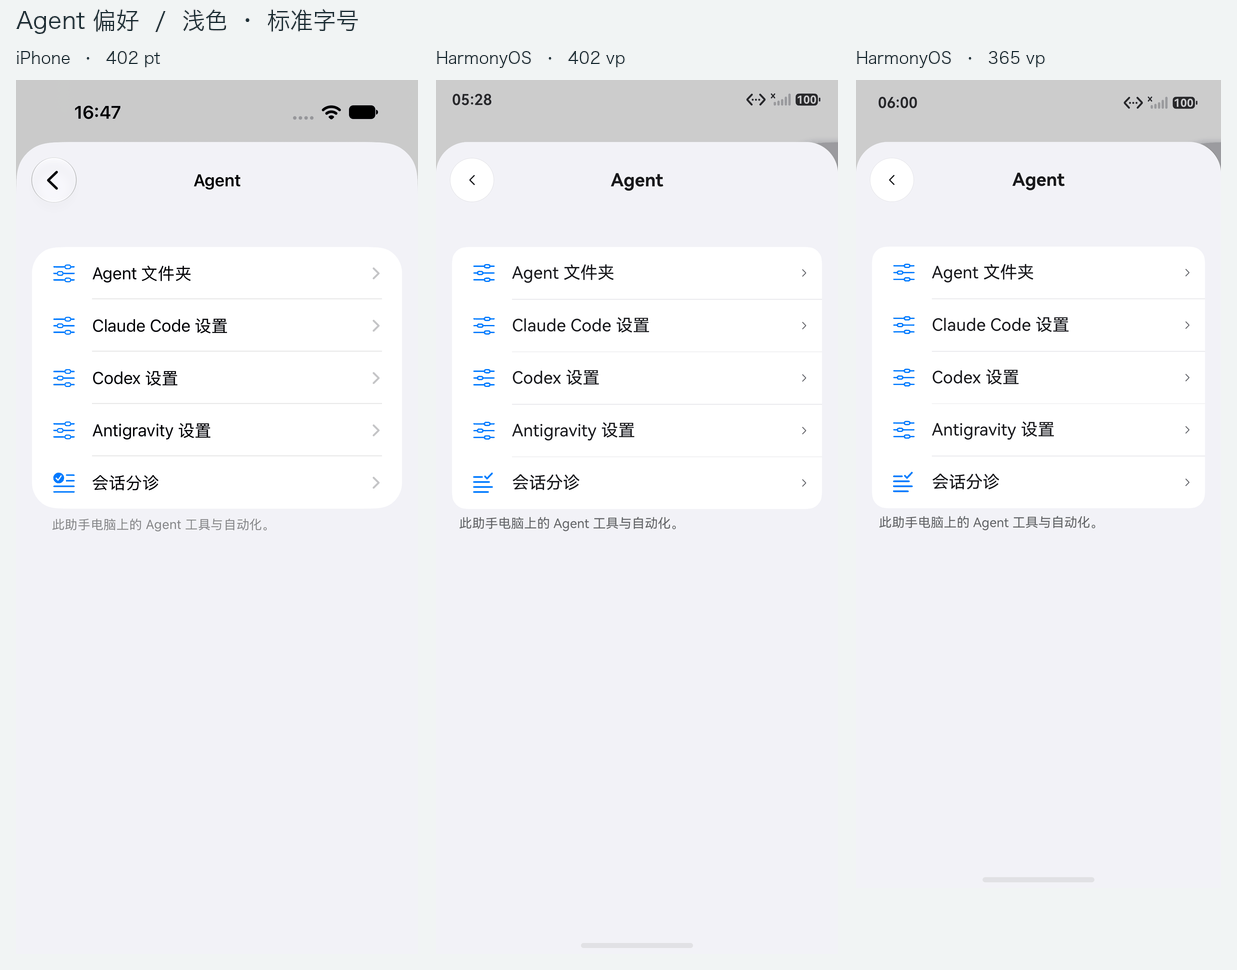 Agent 偏好 / 浅色 · 标准字号
iPhone · 402 pt
16:47
Agent
Agent 文件夹
Claude Code 设置
Codex 设置
Antigravity 设置
会话分诊
此助手电脑上的 Agent 工具与自动化。
HarmonyOS · 402 vp
05:28
100
Agent
Agent 文件夹
Claude Code 设置
Codex 设置
Antigravity 设置
会话分诊
此助手电脑上的 Agent 工具与自动化。
HarmonyOS · 365 vp
06:00
100
Agent
Agent 文件夹
Claude Code 设置
Codex 设置
Antigravity 设置
会话分诊
此助手电脑上的 Agent 工具与自动化。